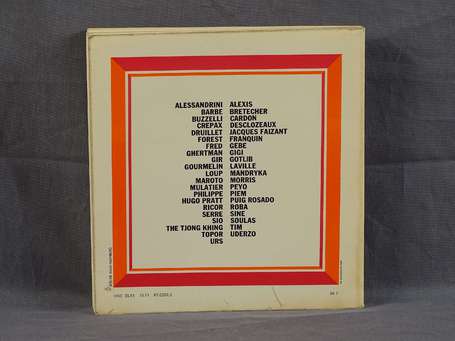 ALESSANDRINI ALEXIS
BARBE BRETECHER
BUZZELLI CARDON
CREPAX DESCLOZEAUX
DRUILLET JACQUES FAIZANT
FOREST FRANQUIN
FRED GEBE
GHERTMAN GIGI
GIR GOTLIB
GOURMELIN LAVILLE
LOUP MANDRYKA
MAROTO MORRIS
MULATIER PEYO
PHILIPPE PIEM
HUGO PRATT PUIG ROSADO
RICOR ROBA
SERRE SINE
SIO SOULAS
THE TJONG KHING TIM
TOPOR UDERZO
URS